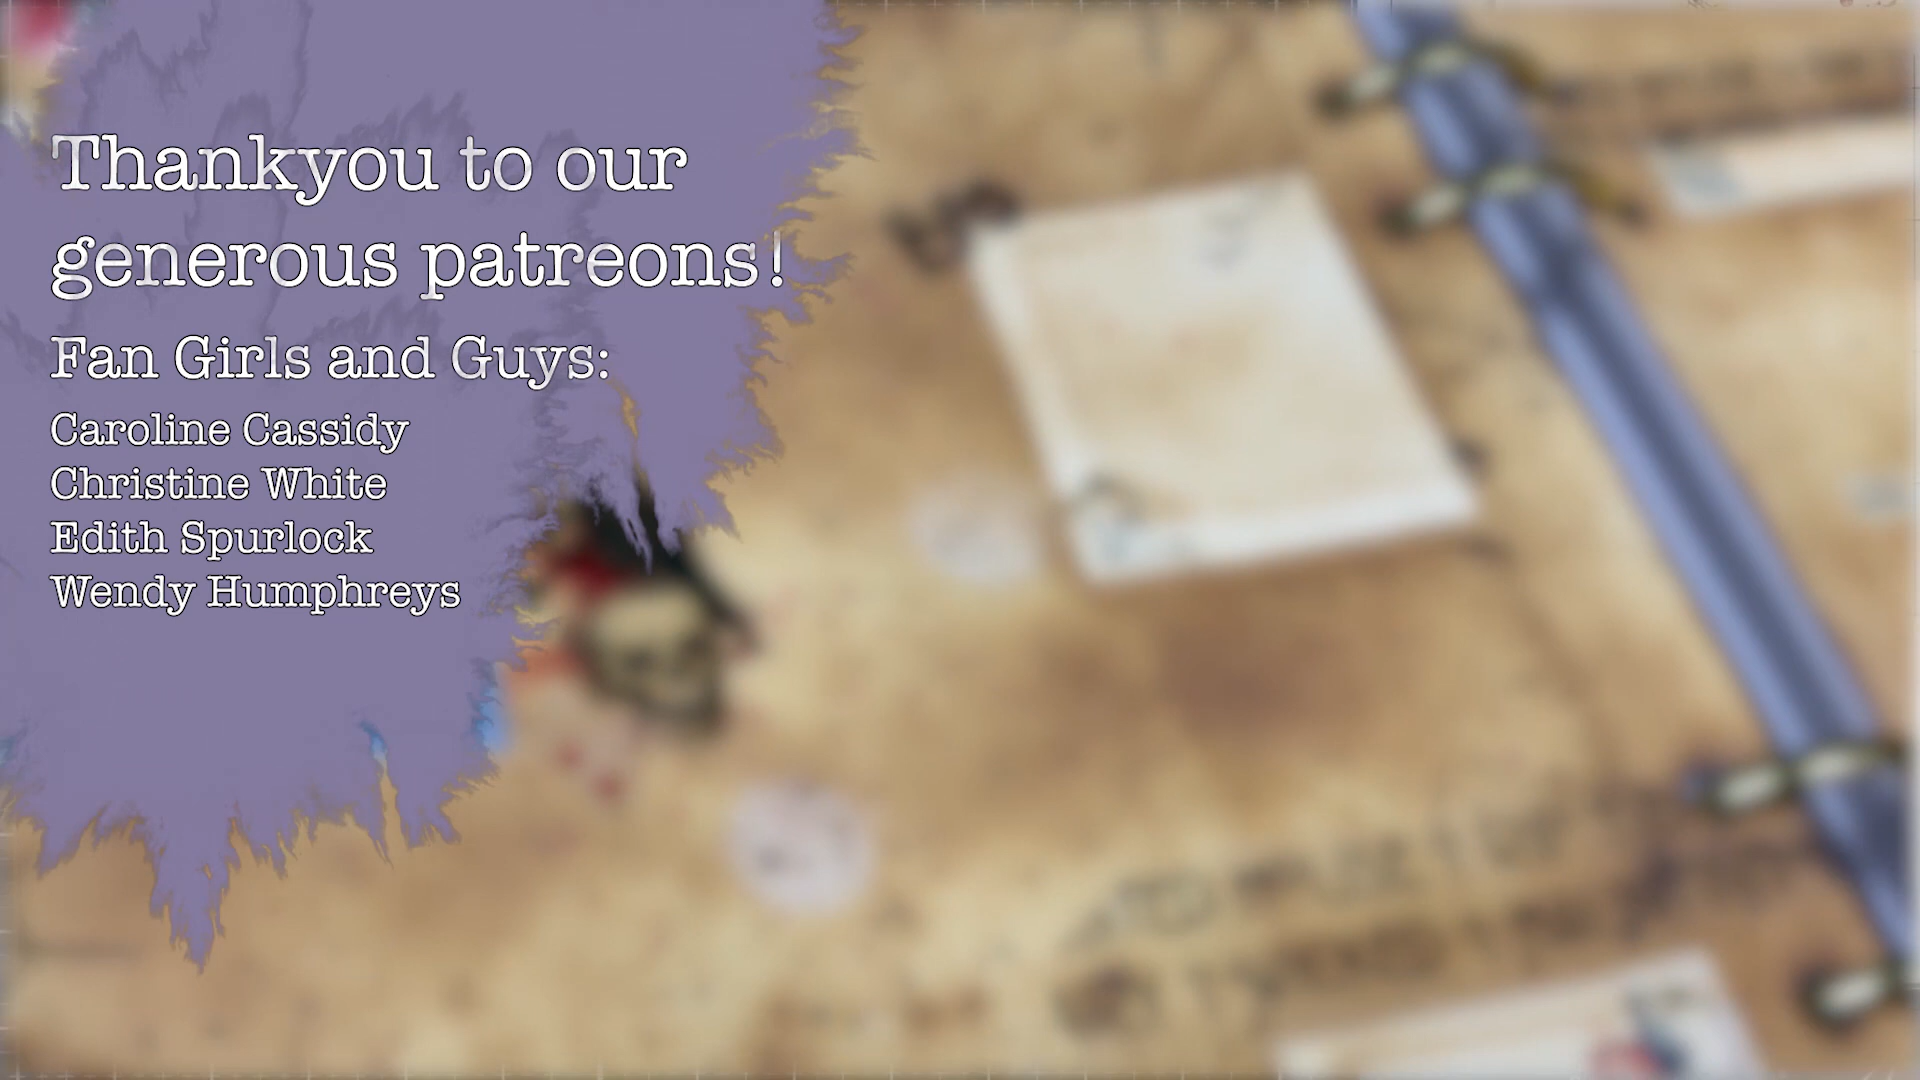 Thankyou to our
generous patreons!
Fan Girls and Guys:
Caroline Cassidy
Christine White
Edith Spurlock
Wendy Humphreys